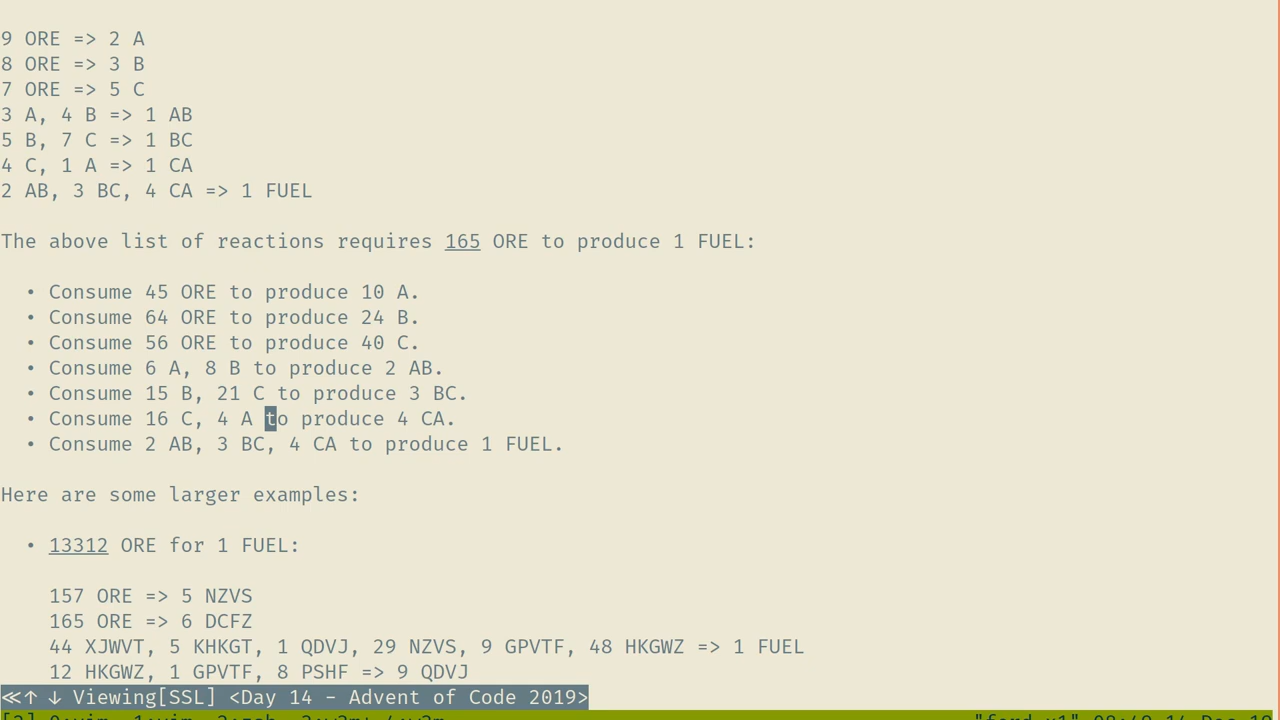 9 ORE => 2 A
8 ORE => 3 B
7 ORE => 5 C
3 A, 4 B => 1 AB
5 B, 7 C => 1 BC
4 C, 1 A => 1 CA
2 AB, 3 BC, 4 CA => 1 FUEL
The above list of reactions requires 165 ORE to produce 1 FUEL:
• Consume 45 ORE to produce 10 A.
• Consume 64 ORE to produce 24 B.
• Consume 56 ORE to produce 40 C.
• Consume 6 A, 8 B to produce 2 AB.
• Consume 15 B, 21 C to produce 3 BC.
• Consume 16 C, 4 A to produce 4 CA.
• Consume 2 AB, 3 BC, 4 CA to produce 1 FUEL.
Here are some larger examples:
• 13312 ORE for 1 FUEL:
157 ORE => 5 NZVS
165 ORE => 6 DCFZ
44 XJWVT, 5 KHKGT, 1 QDVJ, 29 NZVS, 9 GPVTF, 48 HKGWZ => 1 FUEL
12 HKGWZ, 1 GPVTF, 8 PSHF => 9 QDVJ
≪↑ ↓ Viewing[SSL] <Day 14 - Advent of Code 2019>